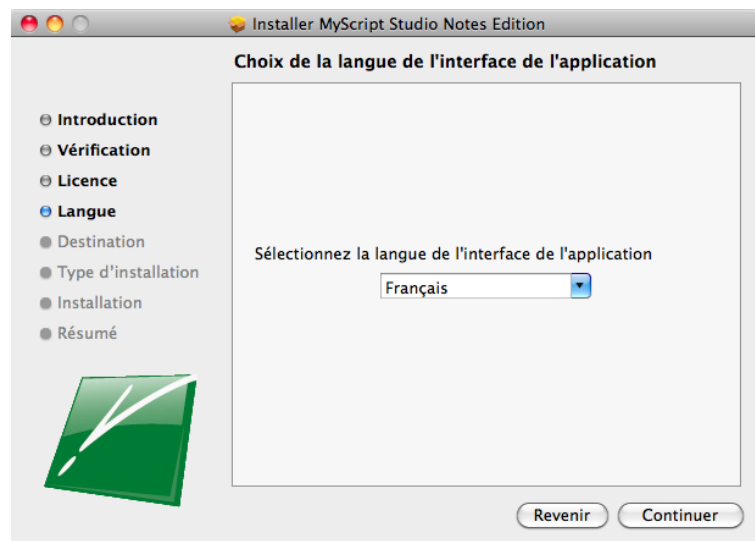 Installer MyScript Studio Notes Edition
Choix de la langue de l'interface de l'application
Introduction
Vérification
Licence
Langue
Destination
Type d'installation
Installation
Résumé
Sélectionnez la langue de l'interface de l'application
Français
Revenir
Continuer